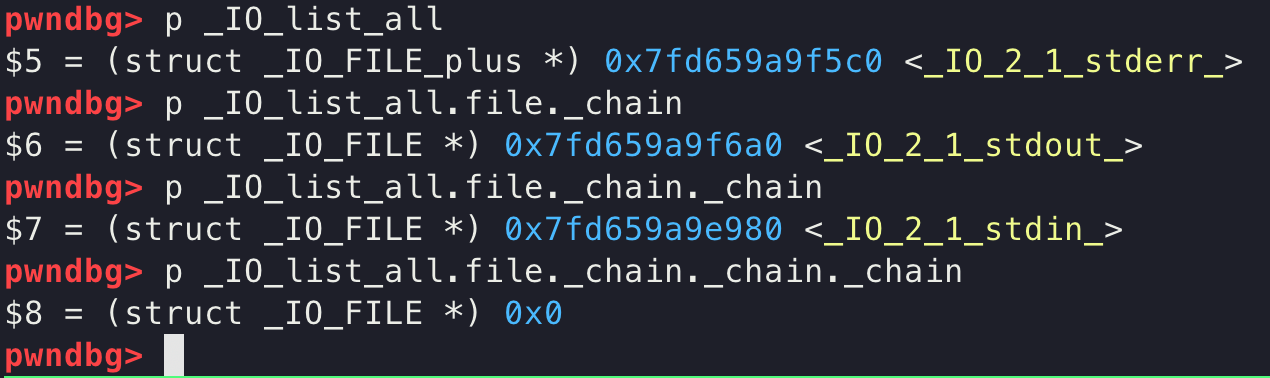 pwndbg> p _IO_list_all
$5 = (struct _IO_FILE_plus *) 0x7fd659a9f5c0 <_IO_2_1_stderr_>
pwndbg> p _IO_list_all.file._chain
$6 = (struct _IO_FILE *) 0x7fd659a9f6a0 <_IO_2_1_stdout_>
pwndbg> p _IO_list_all.file._chain._chain
$7 = (struct _IO_FILE *) 0x7fd659a9e980 <_IO_2_1_stdin_>
pwndbg> p _IO_list_all.file._chain._chain._chain
$8 = (struct _IO_FILE *) 0x0
pwndbg>